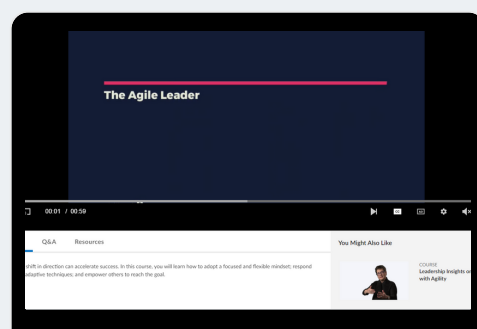 The Agile Leader
00:01 / 00:59
Q&A
Resources
You Might Also Like
shift in direction can accelerate success. In this course, you will learn how to adopt a focused and flexible mindset; respond
adaptive techniques; and empower others to reach the goal.
COURSE
Leadership Insights on
with Agility